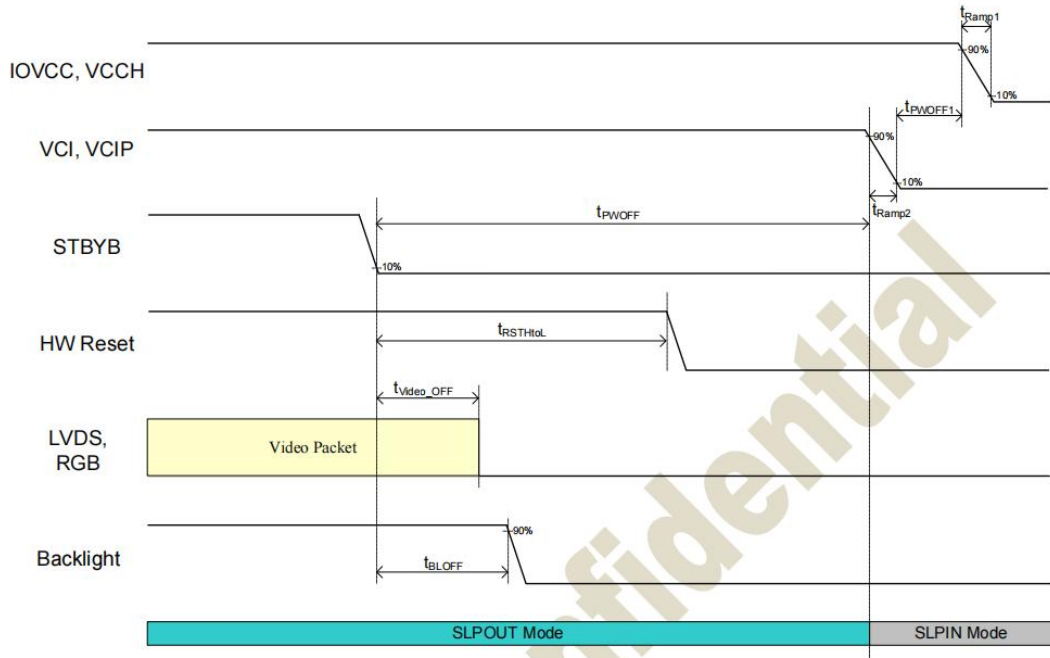 tRamp1
IOVCC, VCCH
90%
10%
tPWOFF1
VCI, VCIP
90%
10%
tPWOFF
tRamp2
STBYB
10%
HW Reset
tRSTHtoL
tVideo_OFF
LVDS,
RGB
Video Packet
Backlight
90%
tBLOFF
SLPOUT Mode
SLPIN Mode
nfidential